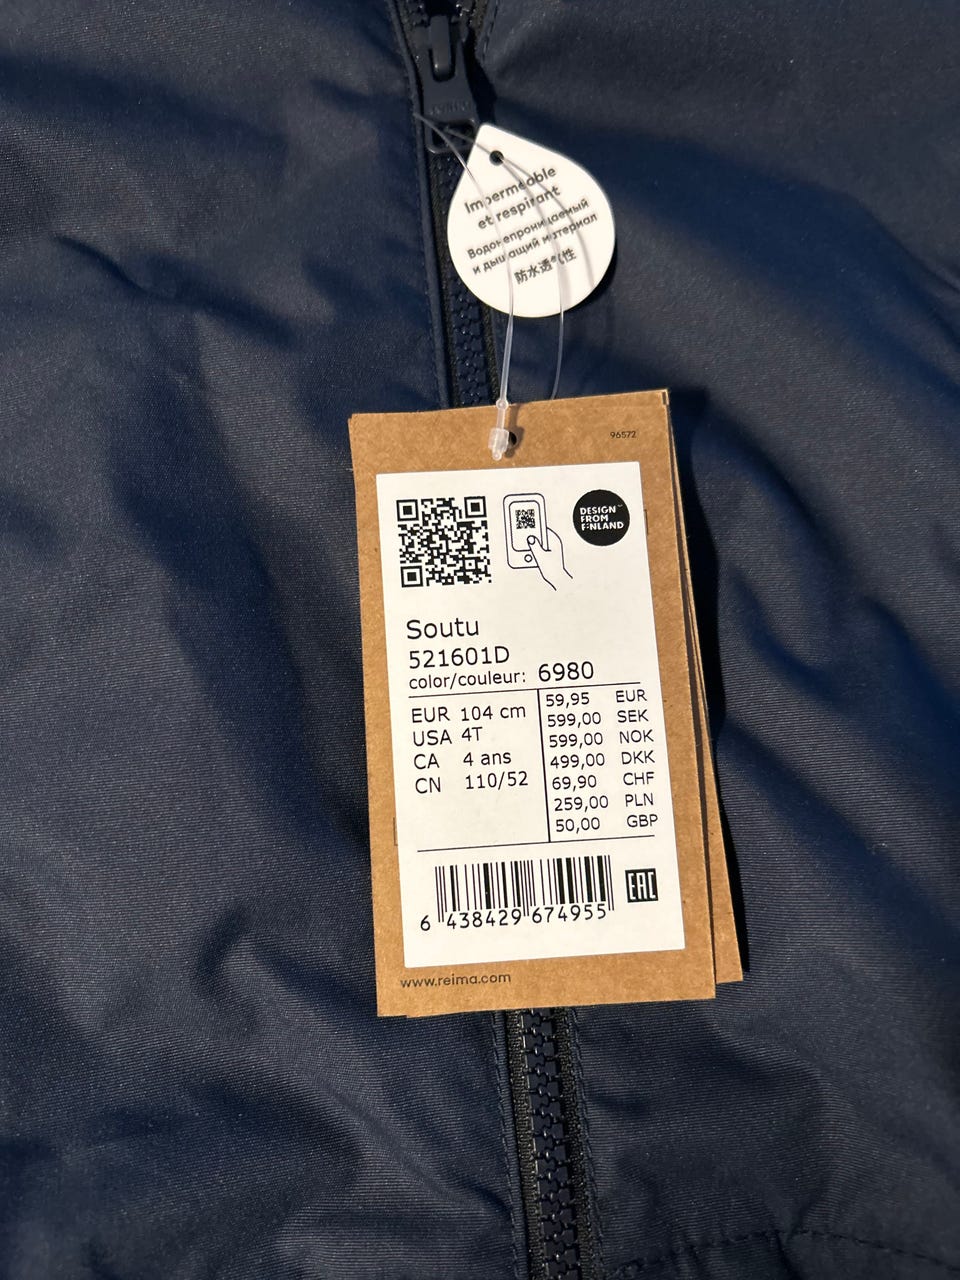 Imperméable
et respirant
Водонепроницаемый
и дышащий материал
防水透气性
96572
DESIGN
FROM
FINLAND
Soutu
521601D
color/couleur: 6980
EUR 104 cm
USA 4T
CA 4 ans
CN 110/52
59,95 EUR
599,00 SEK
599,00 NOK
499,00 DKK
69,90 CHF
259,00 PLN
50,00 GBP
6 438429 674955
EAC
www.reima.com